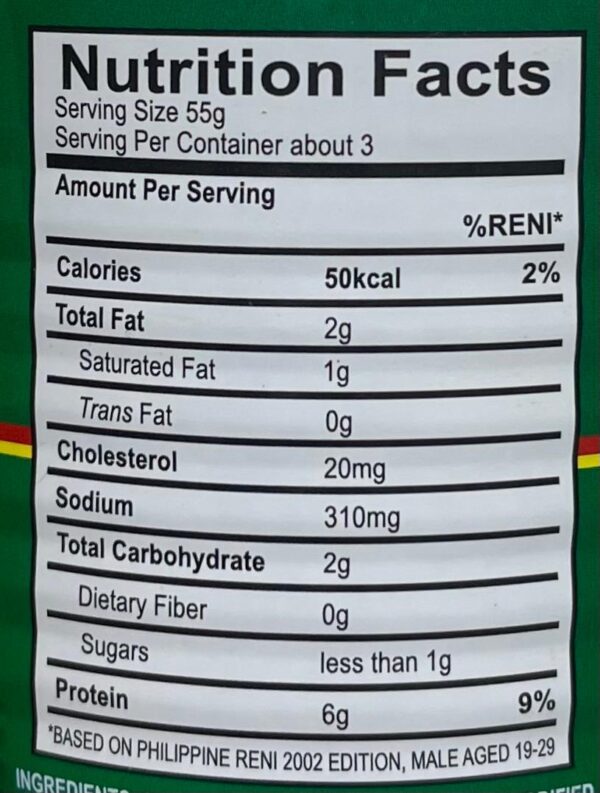 Nutrition Facts
Serving Size 55g
Serving Per Container about 3
Amount Per Serving
%RENI*
Calories 50kcal 2%
Total Fat 2g
Saturated Fat 1g
Trans Fat 0g
Cholesterol 20mg
Sodium 310mg
Total Carbohydrate 2g
Dietary Fiber 0g
Sugars less than 1g
Protein 6g 9%
*BASED ON PHILIPPINE RENI 2002 EDITION, MALE AGED 19-29